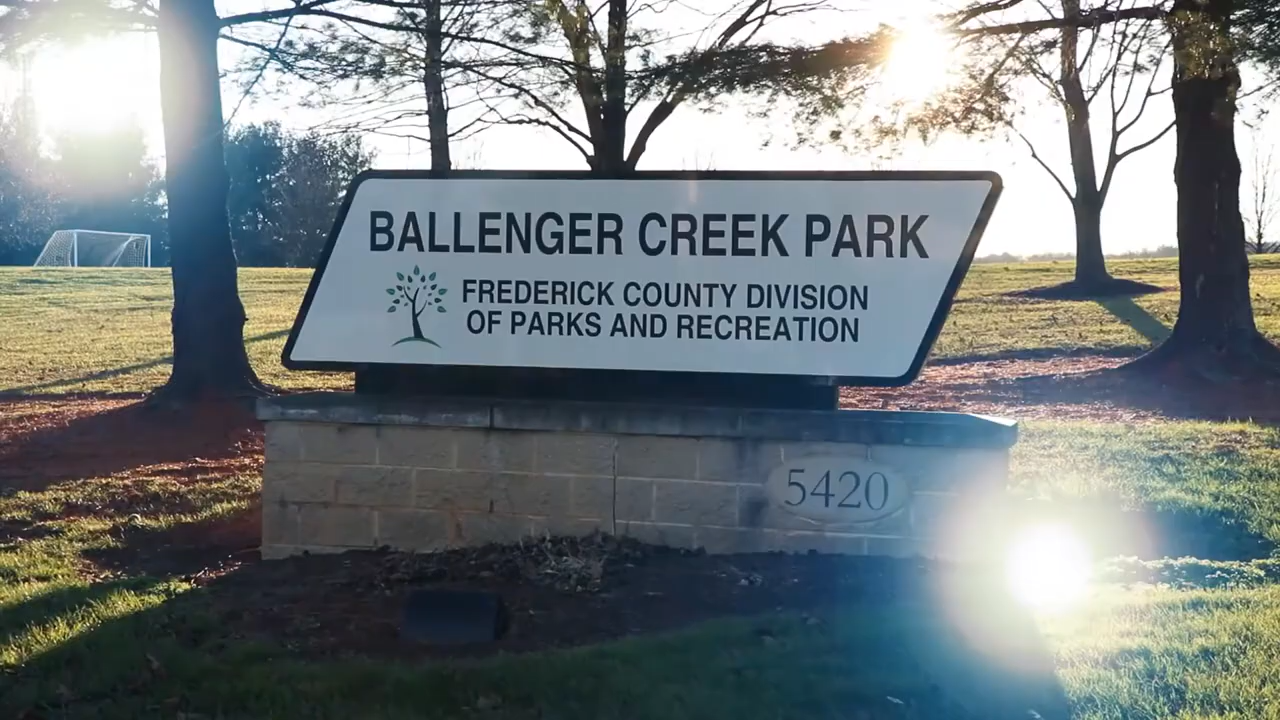 BALLENGER CREEK PARK
FREDERICK COUNTY DIVISION
OF PARKS AND RECREATION
5420